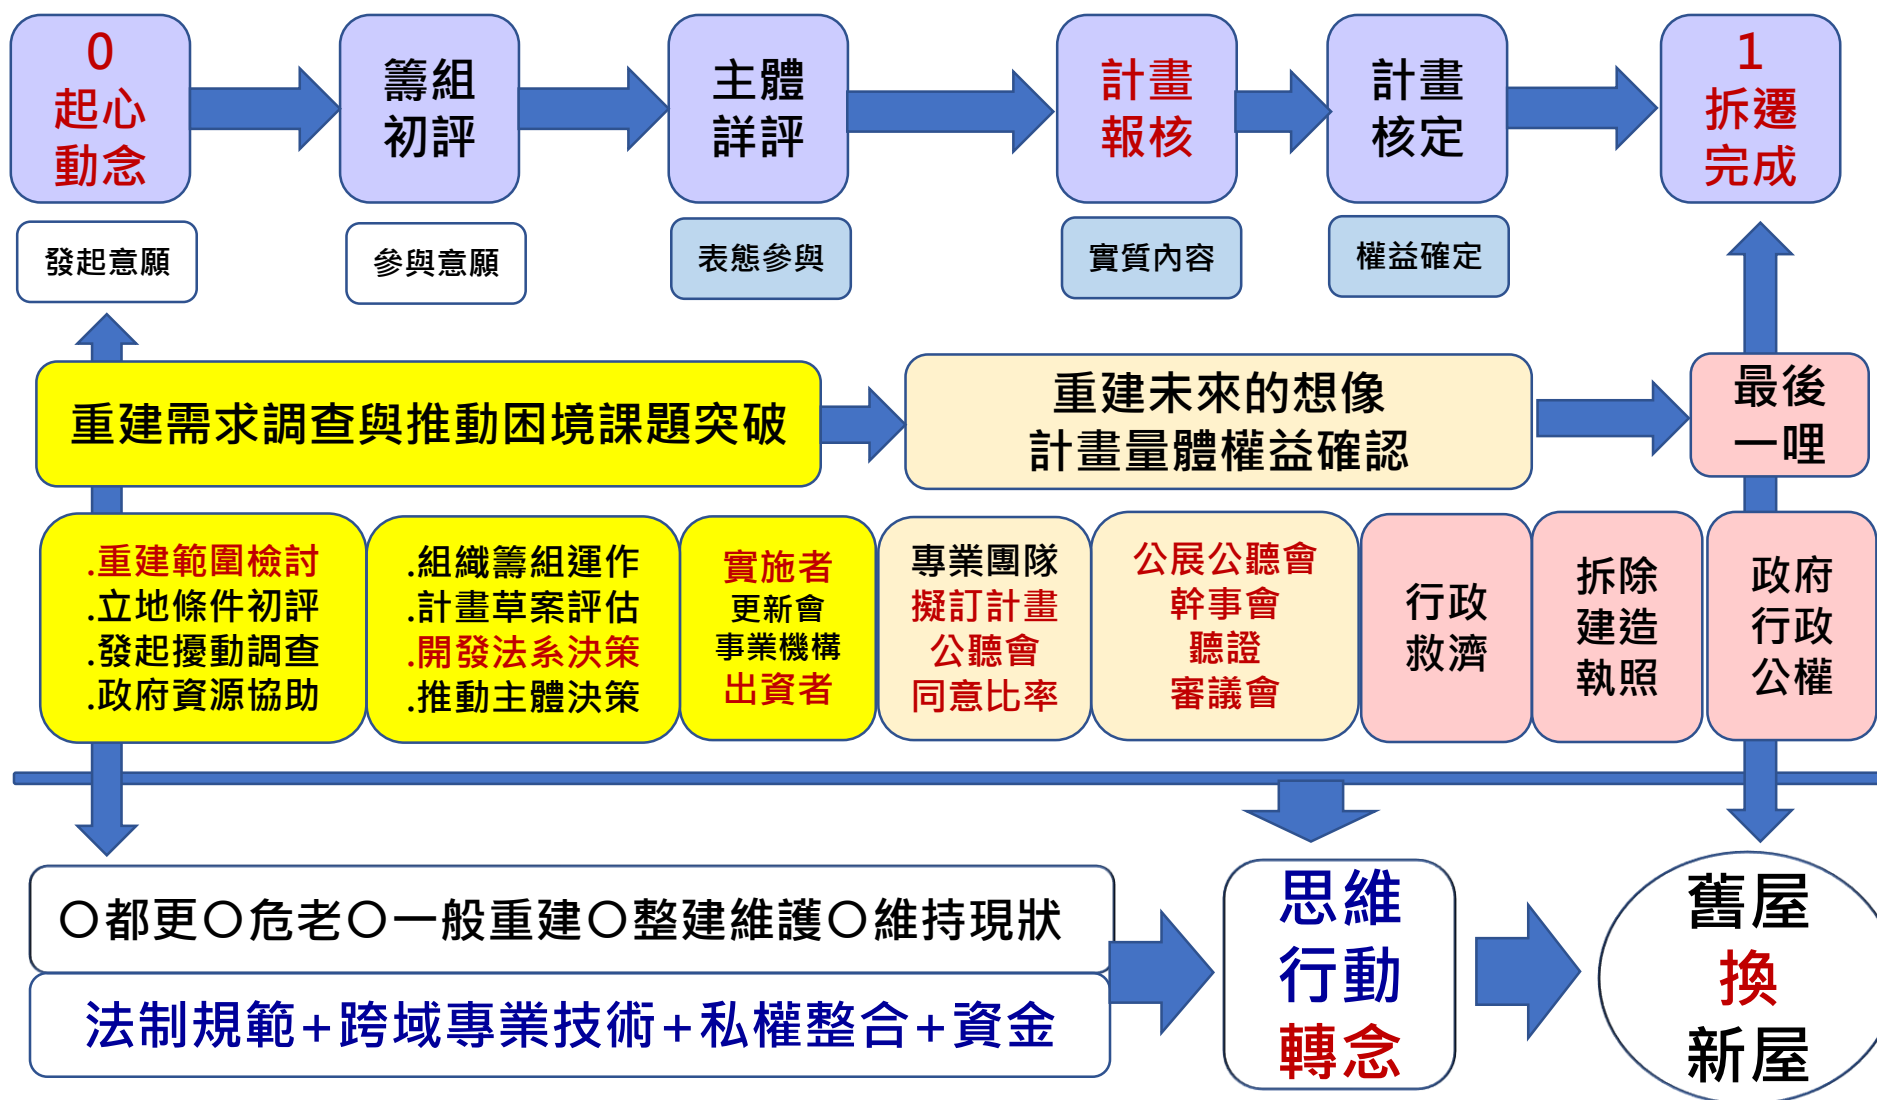 0
起心
動念
籌組
初評
主體
詳評
計畫
報核
計畫
核定
1
拆遷
完成
發起意願
參與意願
表態參與
實質內容
權益確定
重建需求調查與推動困境課題突破
重建未來的想像
計畫量體權益確認
最後
一哩
.重建範圍檢討
.立地條件初評
.發起擾動調查
.政府資源協助
.組織籌組運作
.計畫草案評估
.開發法系決策
.推動主體決策
實施者
更新會
事業機構
出資者
專業團隊
擬訂計畫
公聽會
同意比率
公展公聽會
幹事會
聽證
審議會
行政
救濟
拆除
建造
執照
政府
行政
公權
○都更○危老○一般重建○整建維護○維持現狀
法制規範+跨域專業技術+私權整合+資金
思維
行動
轉念
舊屋
換
新屋